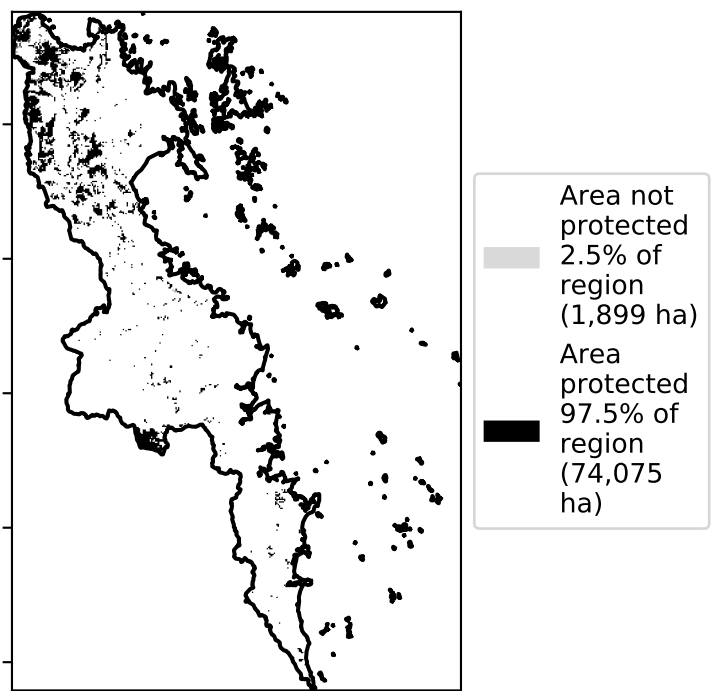 Area not
protected
2.5% of
region
(1,899 ha)
Area
protected
97.5% of
region
(74,075
ha)